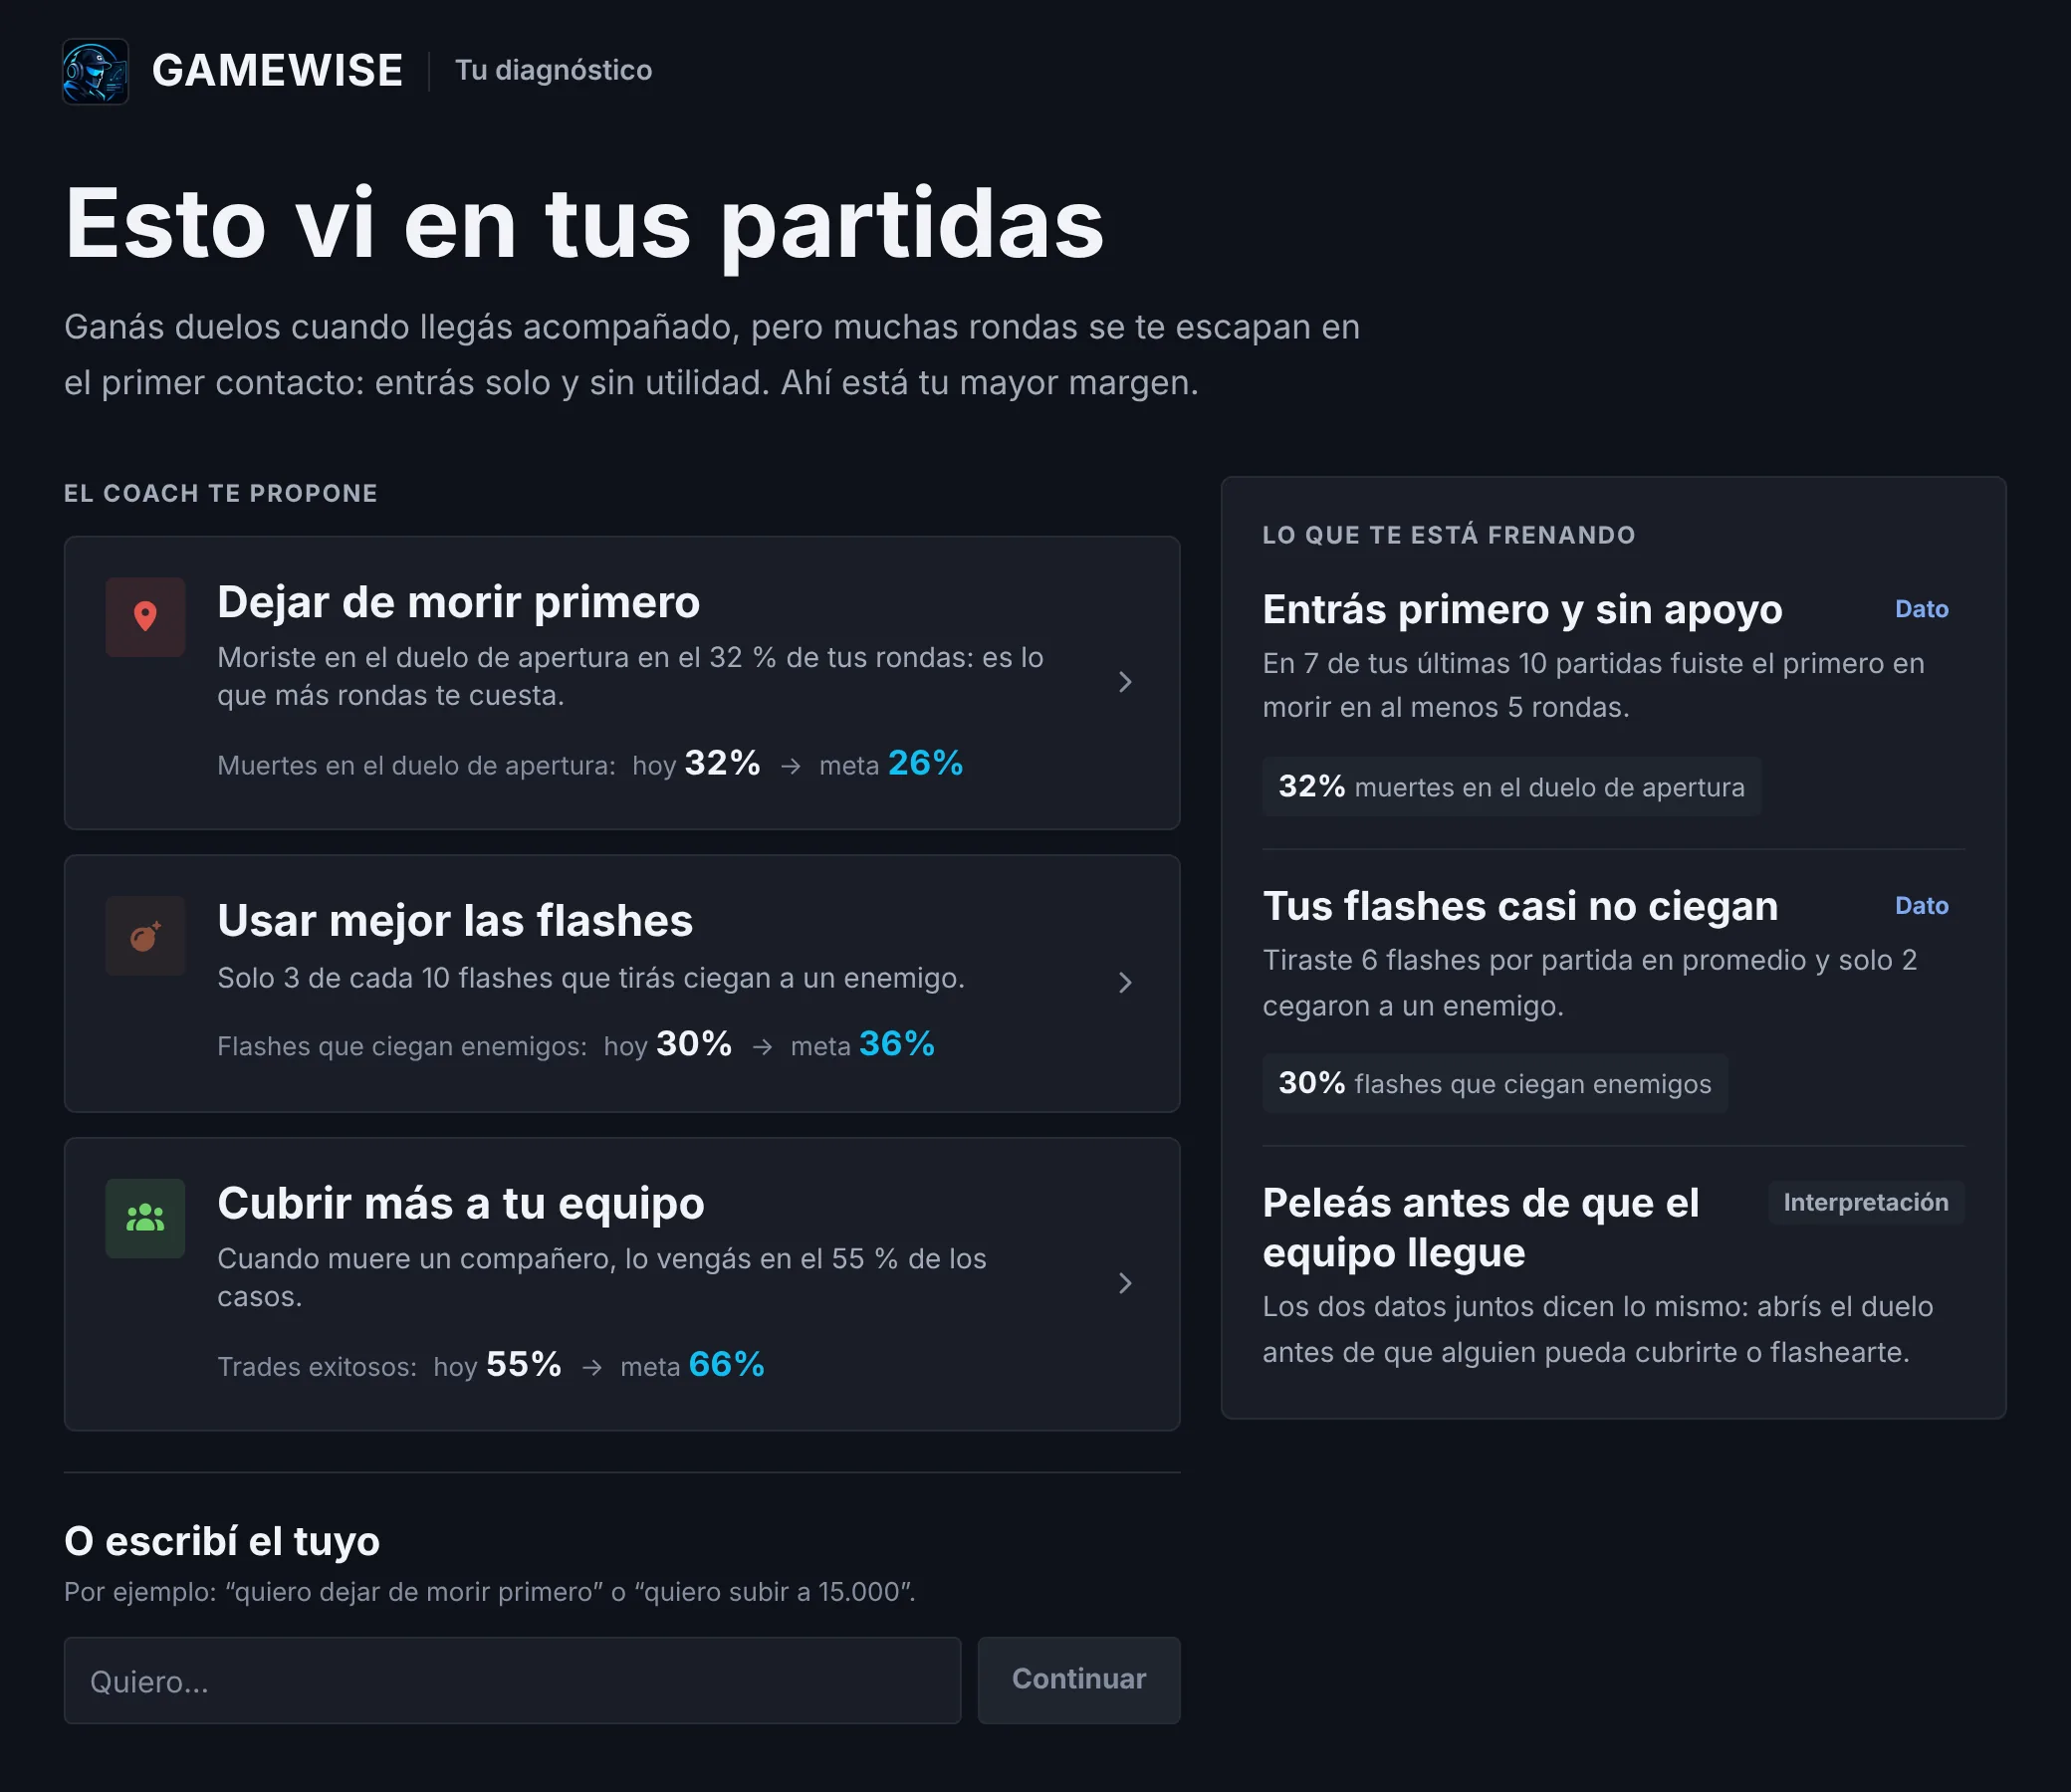 GAMEWISE
Tu diagnóstico
Esto vi en tus partidas
Ganás duelos cuando llegás acompañado, pero muchas rondas se te escapan en
el primer contacto: entrás solo y sin utilidad. Ahí está tu mayor margen.
EL COACH TE PROPONE
Dejar de morir primero
Moriste en el duelo de apertura en el 32 % de tus rondas: es lo
que más rondas te cuesta.
Muertes en el duelo de apertura: hoy 32% → meta 26%
Usar mejor las flashes
Solo 3 de cada 10 flashes que tirás ciegan a un enemigo.
Flashes que ciegan enemigos: hoy 30% → meta 36%
Cubrir más a tu equipo
Cuando muere un compañero, lo vengás en el 55 % de los
casos.
Trades exitosos: hoy 55% → meta 66%
O escribí el tuyo
Por ejemplo: “quiero dejar de morir primero” o “quiero subir a 15.000”.
Quiero...
Continuar
LO QUE TE ESTÁ FRENANDO
Entrás primero y sin apoyo
Dato
En 7 de tus últimas 10 partidas fuiste el primero en
morir en al menos 5 rondas.
32% muertes en el duelo de apertura
Tus flashes casi no ciegan
Dato
Tiraste 6 flashes por partida en promedio y solo 2
cegaron a un enemigo.
30% flashes que ciegan enemigos
Peleás antes de que el
equipo llegue
Interpretación
Los dos datos juntos dicen lo mismo: abrís el duelo
antes de que alguien pueda cubrirte o flashearte.